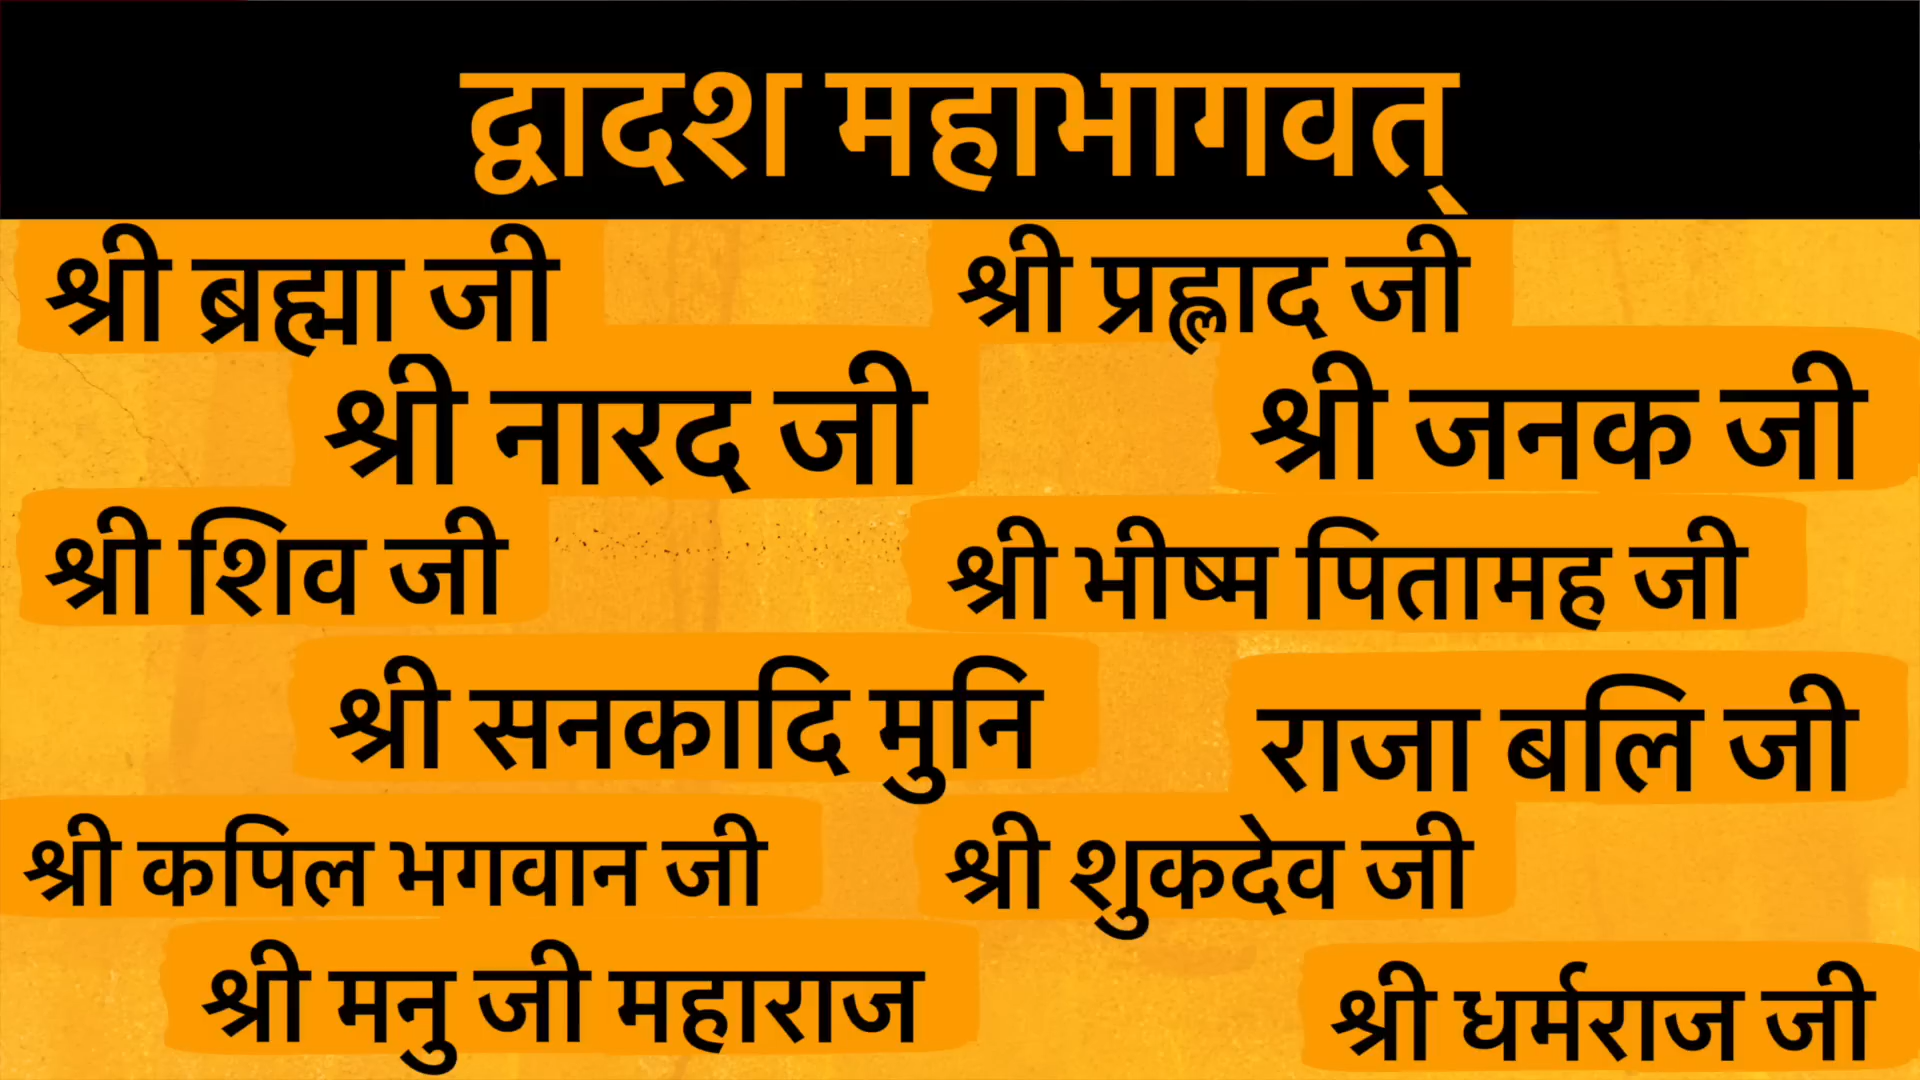 द्वादश महाभागवत्
श्री ब्रह्मा जी
श्री प्रह्लाद जी
श्री नारद जी
श्री जनक जी
श्री शिव जी
श्री भीष्म पितामह जी
श्री सनकादि मुनि
राजा बलि जी
श्री कपिल भगवान जी
श्री शुकदेव जी
श्री मनु जी महाराज
श्री धर्मराज जी